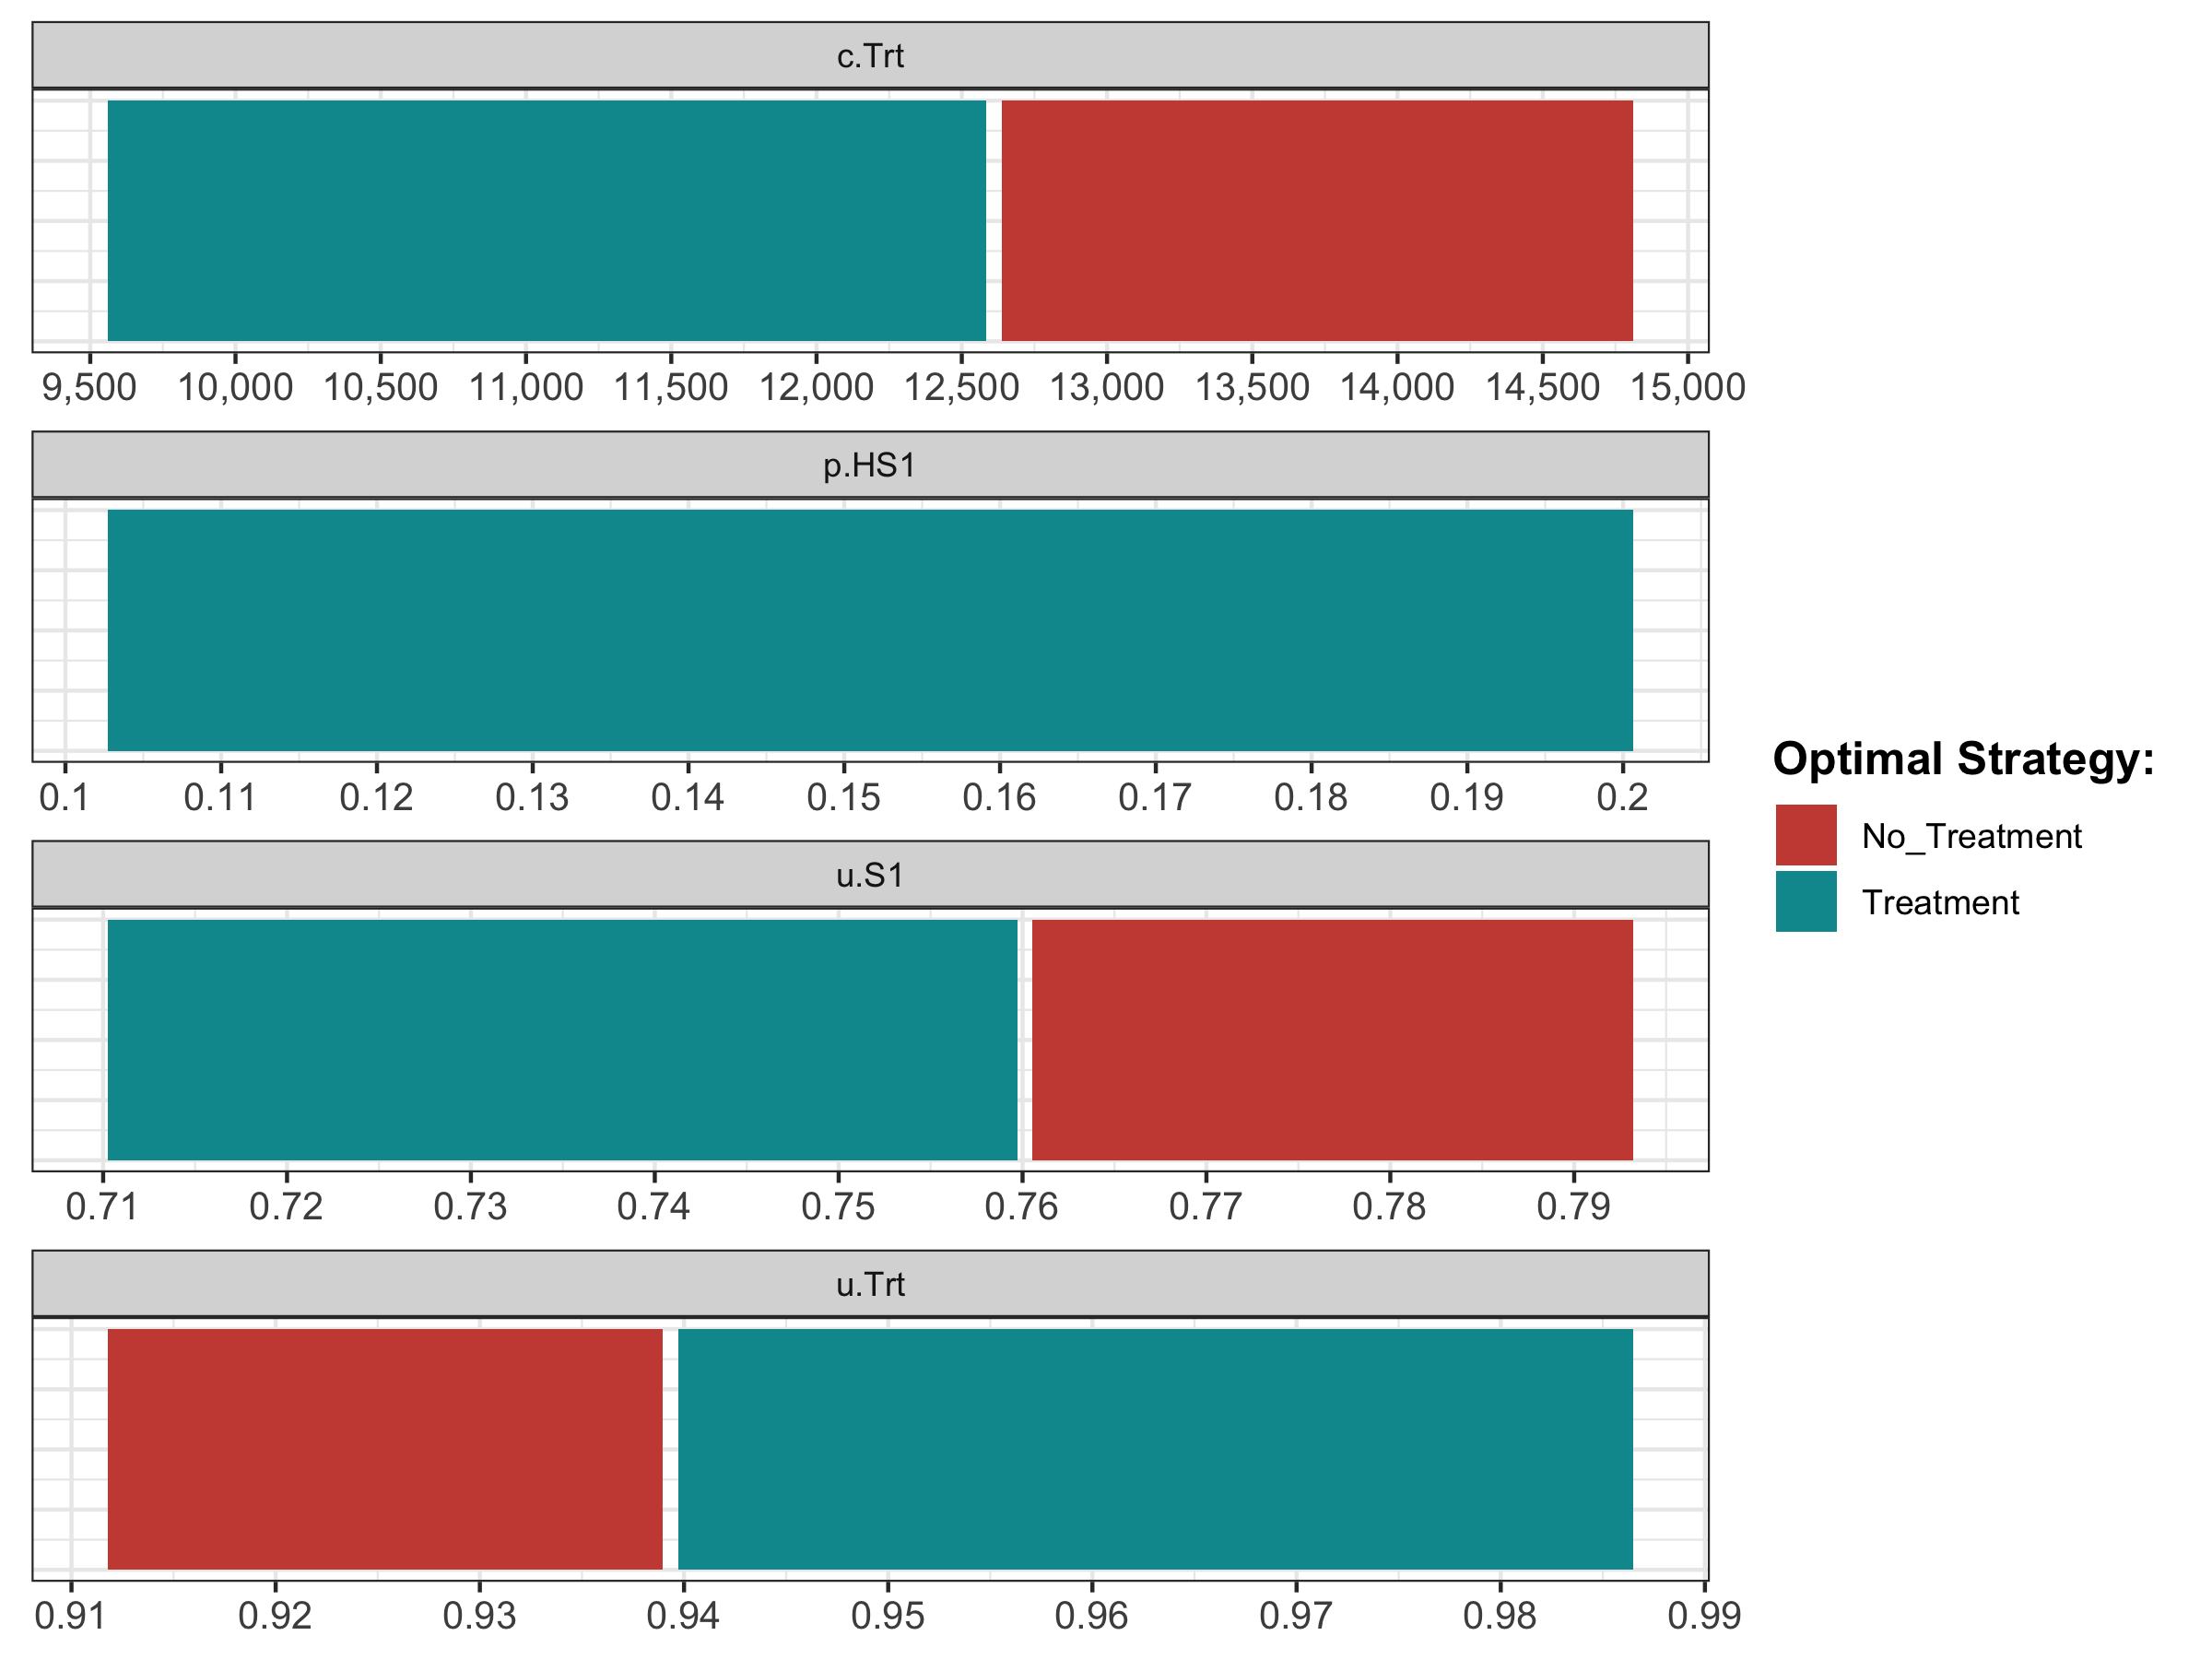 c.Trt
9,500 10,000 10,500 11,000 11,500 12,000 12,500 13,000 13,500 14,000 14,500 15,000
p.HS1
0.1 0.11 0.12 0.13 0.14 0.15 0.16 0.17 0.18 0.19 0.2
u.S1
0.71 0.72 0.73 0.74 0.75 0.76 0.77 0.78 0.79
u.Trt
0.91 0.92 0.93 0.94 0.95 0.96 0.97 0.98 0.99
Optimal Strategy:
No_Treatment
Treatment